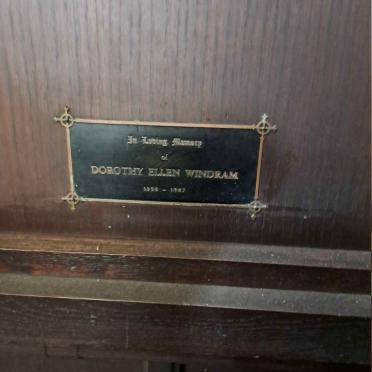 In Loving Memory
of
DOROTHY ELLEN WINDRAM